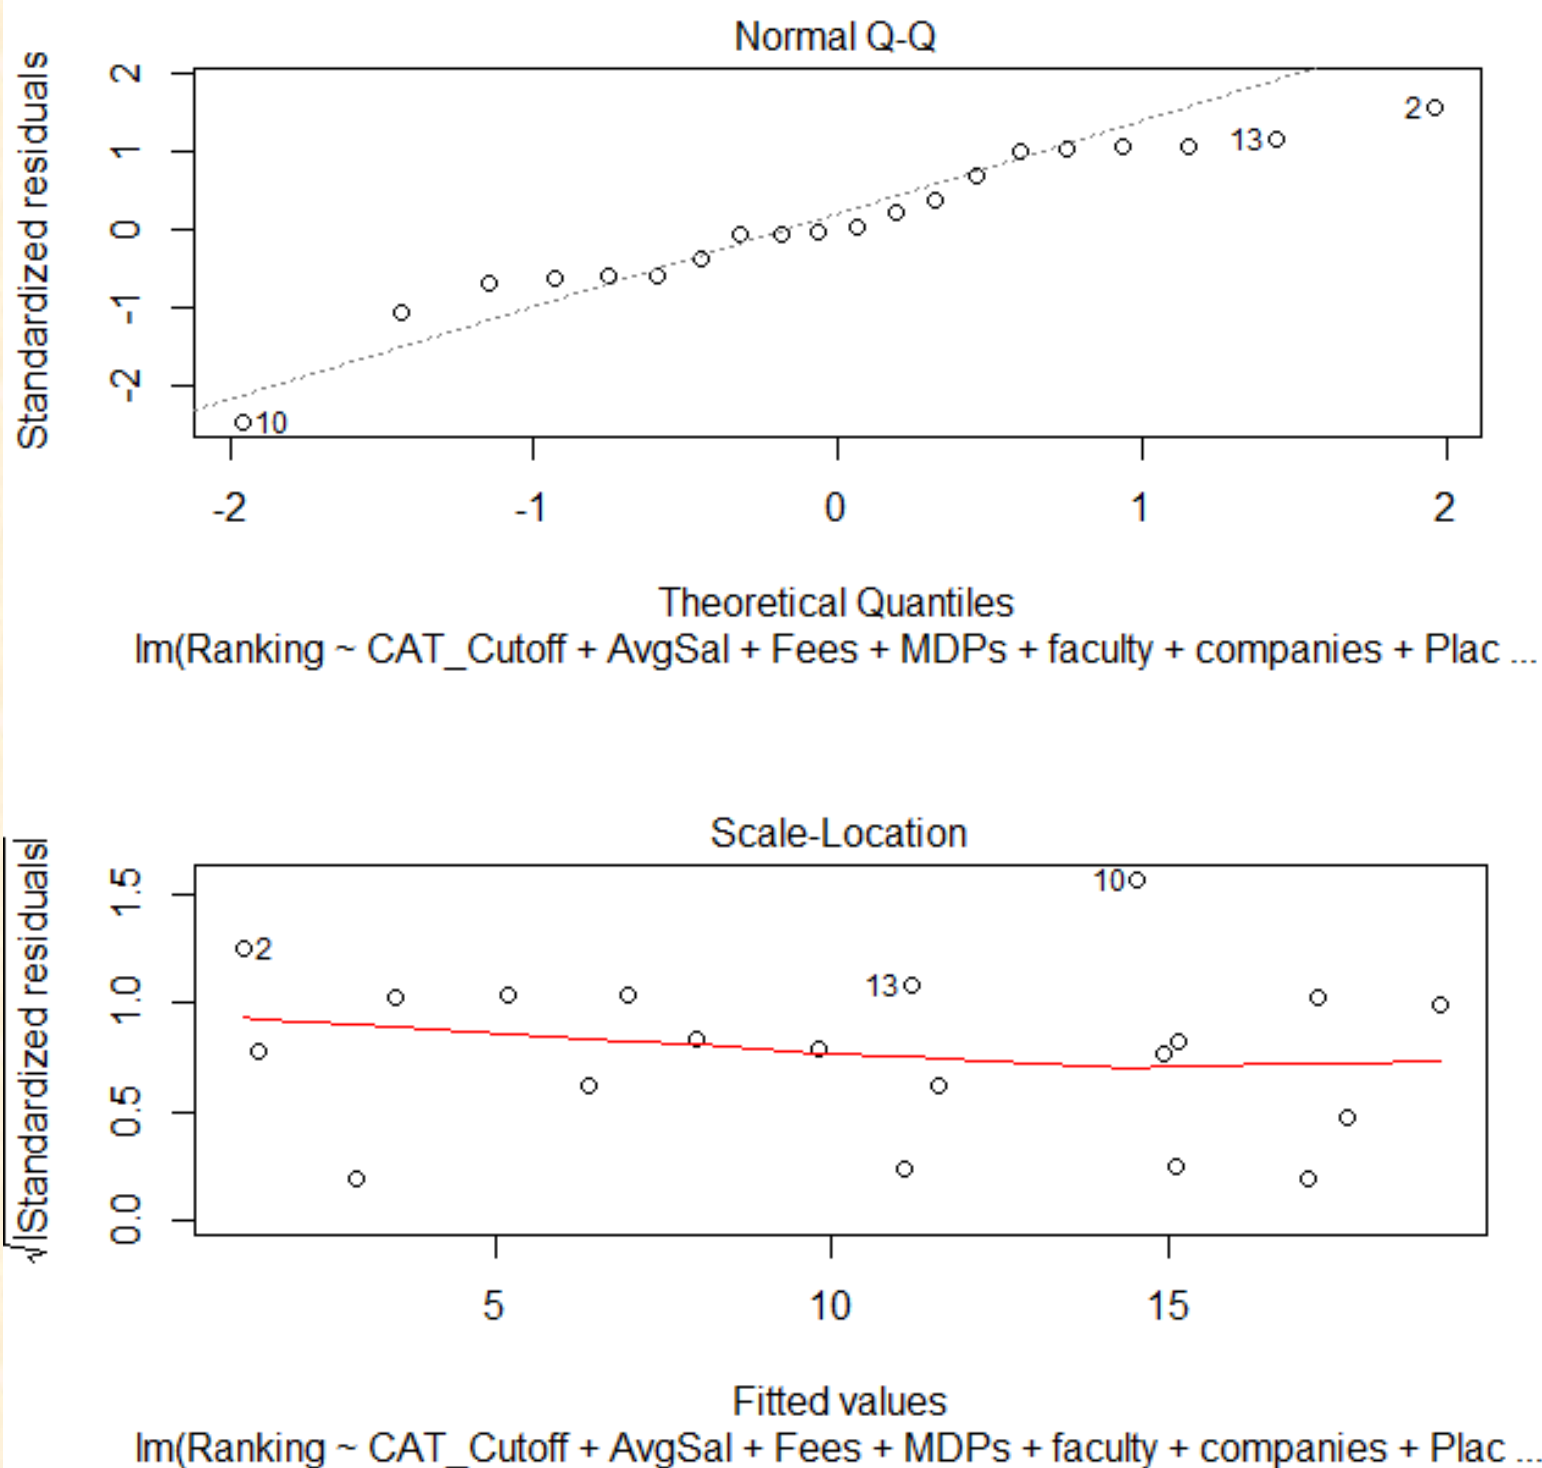 Normal Q-Q
Standardized residuals
2
1
0
-1
-2
2
13
10
-2 -1 0 1 2
Theoretical Quantiles
lm(Ranking ~ CAT_Cutoff + AvgSal + Fees + MDPs + faculty + companies + Plac ...
Scale-Location
√|Standardized residuals|
1.5
1.0
0.5
0.0
10
2
13
5 10 15
Fitted values
lm(Ranking ~ CAT_Cutoff + AvgSal + Fees + MDPs + faculty + companies + Plac ...